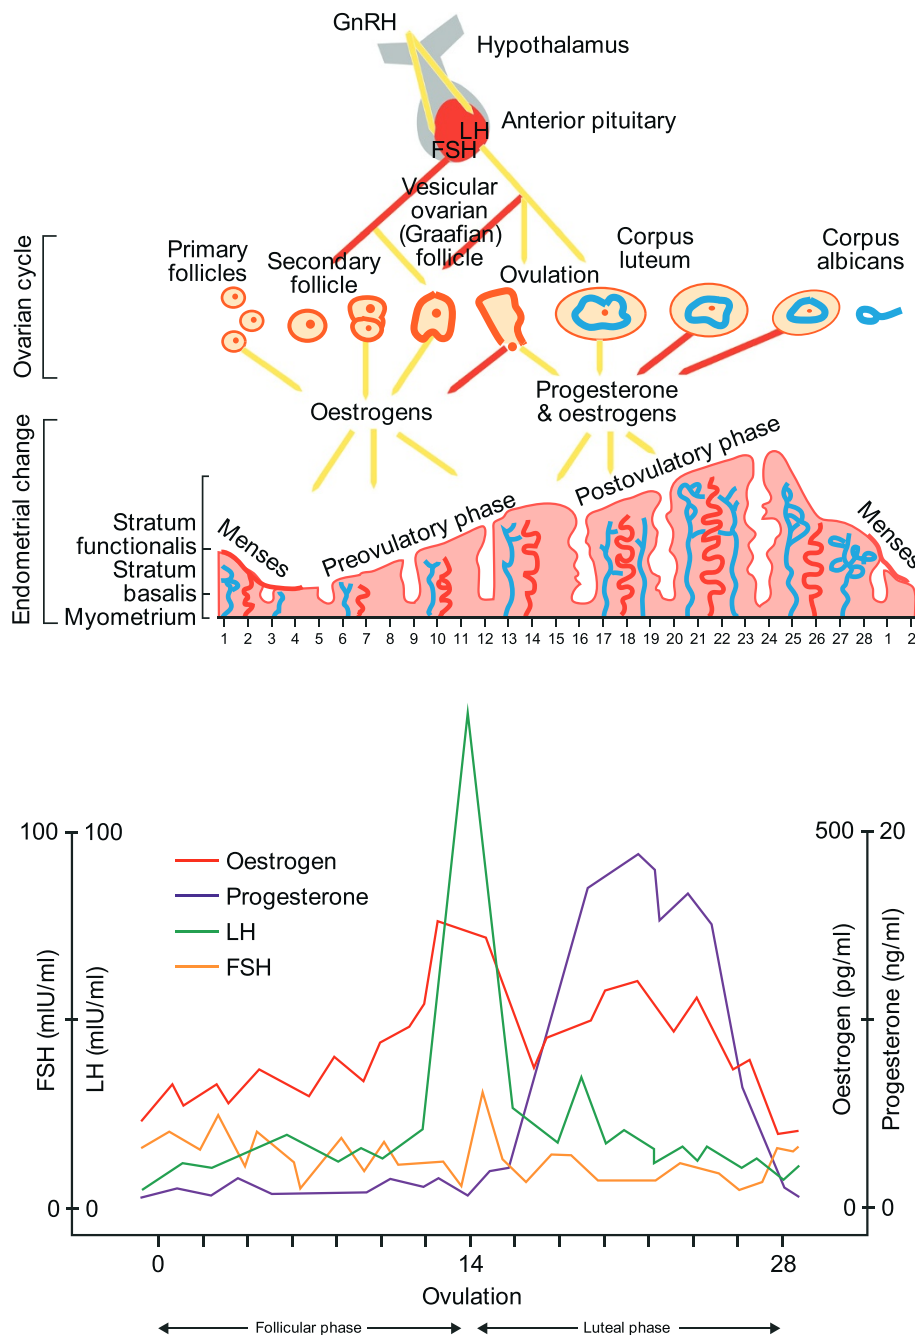 GnRH
Hypothalamus
Anterior pituitary
LH
FSH
Vesicular
ovarian
(Graafian)
follicle
Ovarian cycle
Primary
follicles
Secondary
follicle
Ovulation
Corpus
luteum
Corpus
albicans
Oestrogens
Progesterone
& oestrogens
Endometrial change
Stratum
functionalis
Stratum
basalis
Myometrium
Menses
Preovulatory phase
Postovulatory phase
Menses
1 2 3 4 5 6 7 8 9 10 11 12 13 14 15 16 17 18 19 20 21 22 23 24 25 26 27 28 1 2
100 100
500 20
Oestrogen
Progesterone
LH
FSH
FSH (mIU/ml)
LH (mIU/ml)
Oestrogen (pg/ml)
Progesterone (ng/ml)
0 0
0 0
0 14 28
Ovulation
Follicular phase
Luteal phase